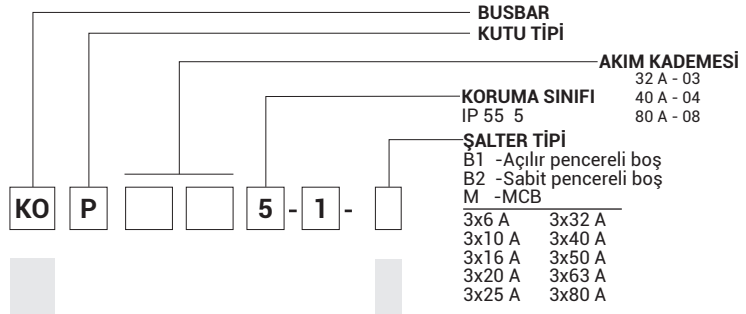 BUSBAR
KUTU TİPİ
AKIM KADEMESİ
32 A - 03
40 A - 04
80 A - 08
KORUMA SINIFI
IP 55 5
ŞALTER TİPİ
B1 -Açılır pencereli boş
B2 -Sabit pencereli boş
M -MCB
3x6 A 3x32 A
3x10 A 3x40 A
3x16 A 3x50 A
3x20 A 3x63 A
3x25 A 3x80 A
KO P 5 - 1 -